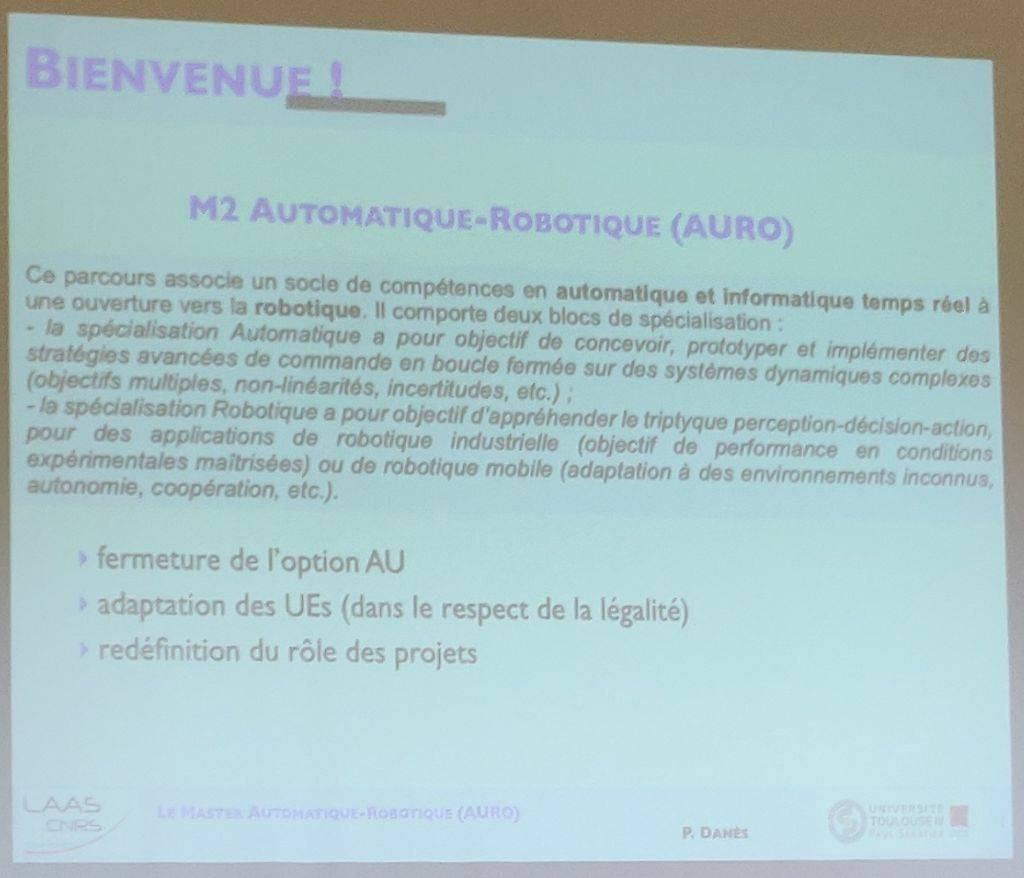 BIENVENUE !
M2 AUTOMATIQUE-ROBOTIQUE (AURO)
Ce parcours associe un socle de compétences en automatique et informatique temps réel à
une ouverture vers la robotique. Il comporte deux blocs de spécialisation :
- la spécialisation Automatique a pour objectif de concevoir, prototyper et implémenter des
stratégies avancées de commande en boucle fermée sur des systèmes dynamiques complexes
(objectifs multiples, non-linéarités, incertitudes, etc.) ;
- la spécialisation Robotique a pour objectif d'appréhender le triptyque perception-décision-action,
pour des applications de robotique industrielle (objectif de performance en conditions
expérimentales maîtrisées) ou de robotique mobile (adaptation à des environnements inconnus,
autonomie, coopération, etc.).
fermeture de l'option AU
adaptation des UEs (dans le respect de la légalité)
redéfinition du rôle des projets
LAAS
CNRS
LE MASTER AUTOMATIQUE-ROBOTIQUE (AURO)
P. DANÈS
UNIVERSITÉ
TOULOUSE III
PAUL SABATIER